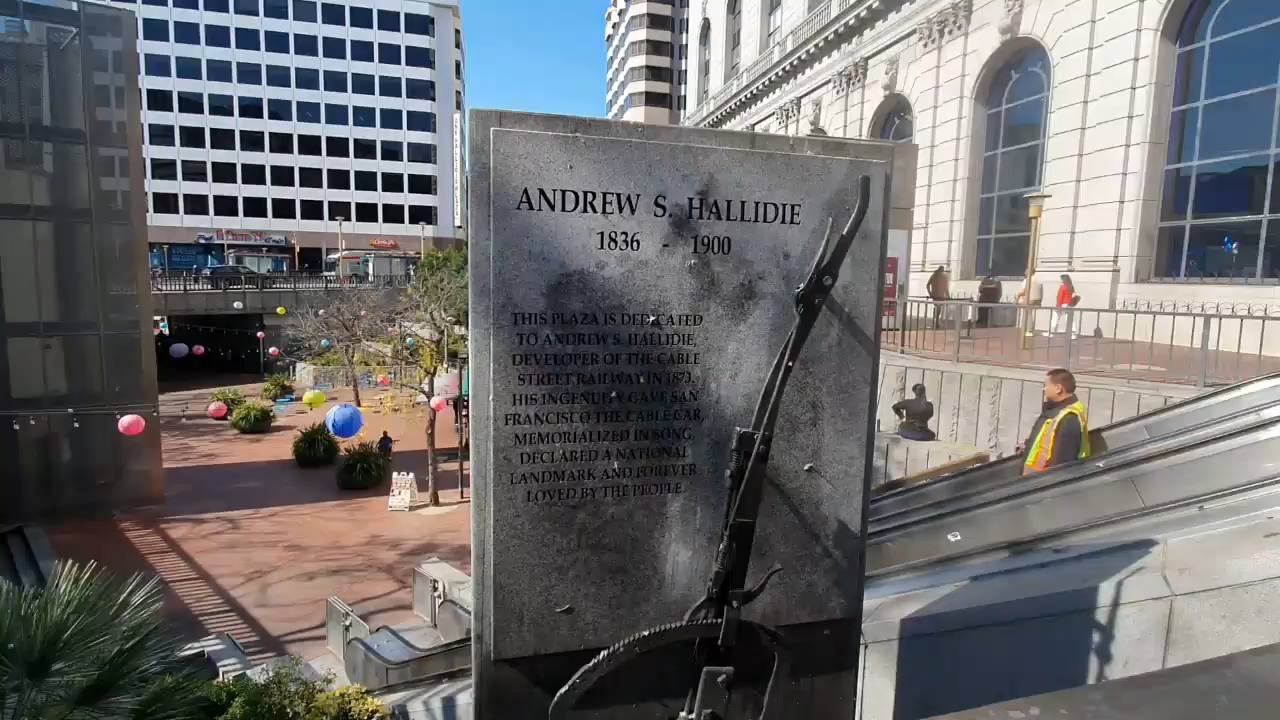 ANDREW S. HALLIDIE
1836 - 1900
THIS PLAZA IS DEDICATED
TO ANDREW S. HALLIDIE,
DEVELOPER OF THE CABLE
STREET RAILWAY IN 1873.
HIS INGENUITY GAVE SAN
FRANCISCO THE CABLE CAR,
MEMORIALIZED IN SONG,
DECLARED A NATIONAL
LANDMARK AND FOREVER
LOVED BY THE PEOPLE.